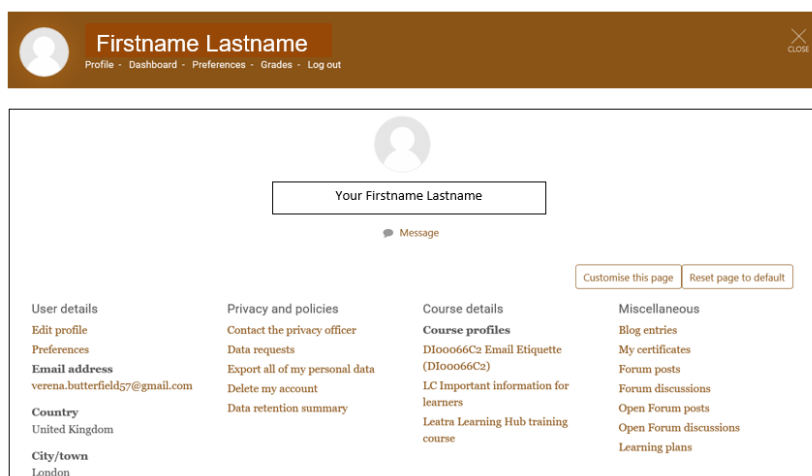 Firstname Lastname
Profile - Dashboard - Preferences - Grades - Log out
CLOSE
Your Firstname Lastname
Message
Customise this page
Reset page to default
User details
Edit profile
Preferences
Email address
verena.butterfield57@gmail.com
Country
United Kingdom
City/town
London
Privacy and policies
Contact the privacy officer
Data requests
Export all of my personal data
Delete my account
Data retention summary
Course details
Course profiles
DI00066C2 Email Etiquette
(DI00066C2)
LC Important information for
learners
Leatra Learning Hub training
course
Miscellaneous
Blog entries
My certificates
Forum posts
Forum discussions
Open Forum posts
Open Forum discussions
Learning plans